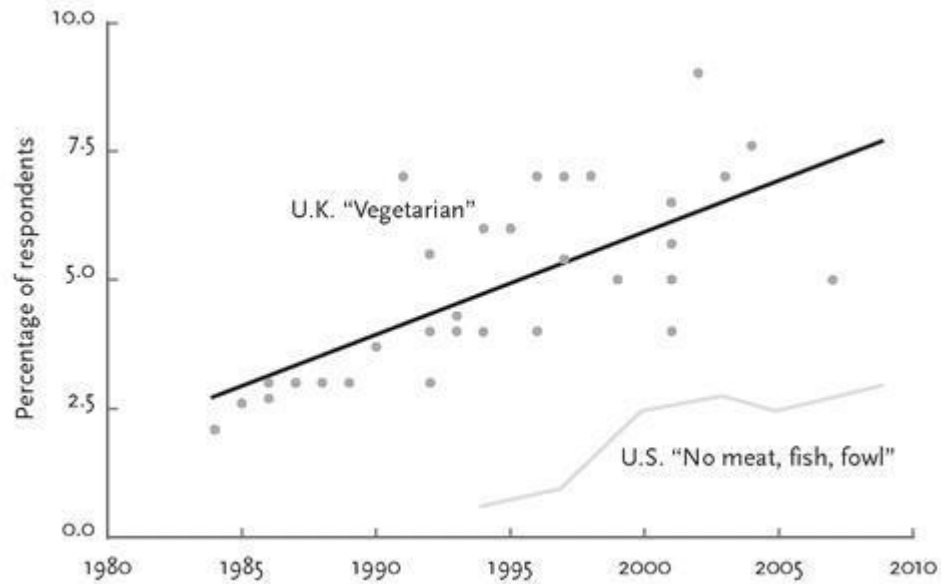 10.0
7.5
5.0
2.5
0.0
Percentage of respondents
U.K. “Vegetarian”
U.S. “No meat, fish, fowl”
1980 1985 1990 1995 2000 2005 2010